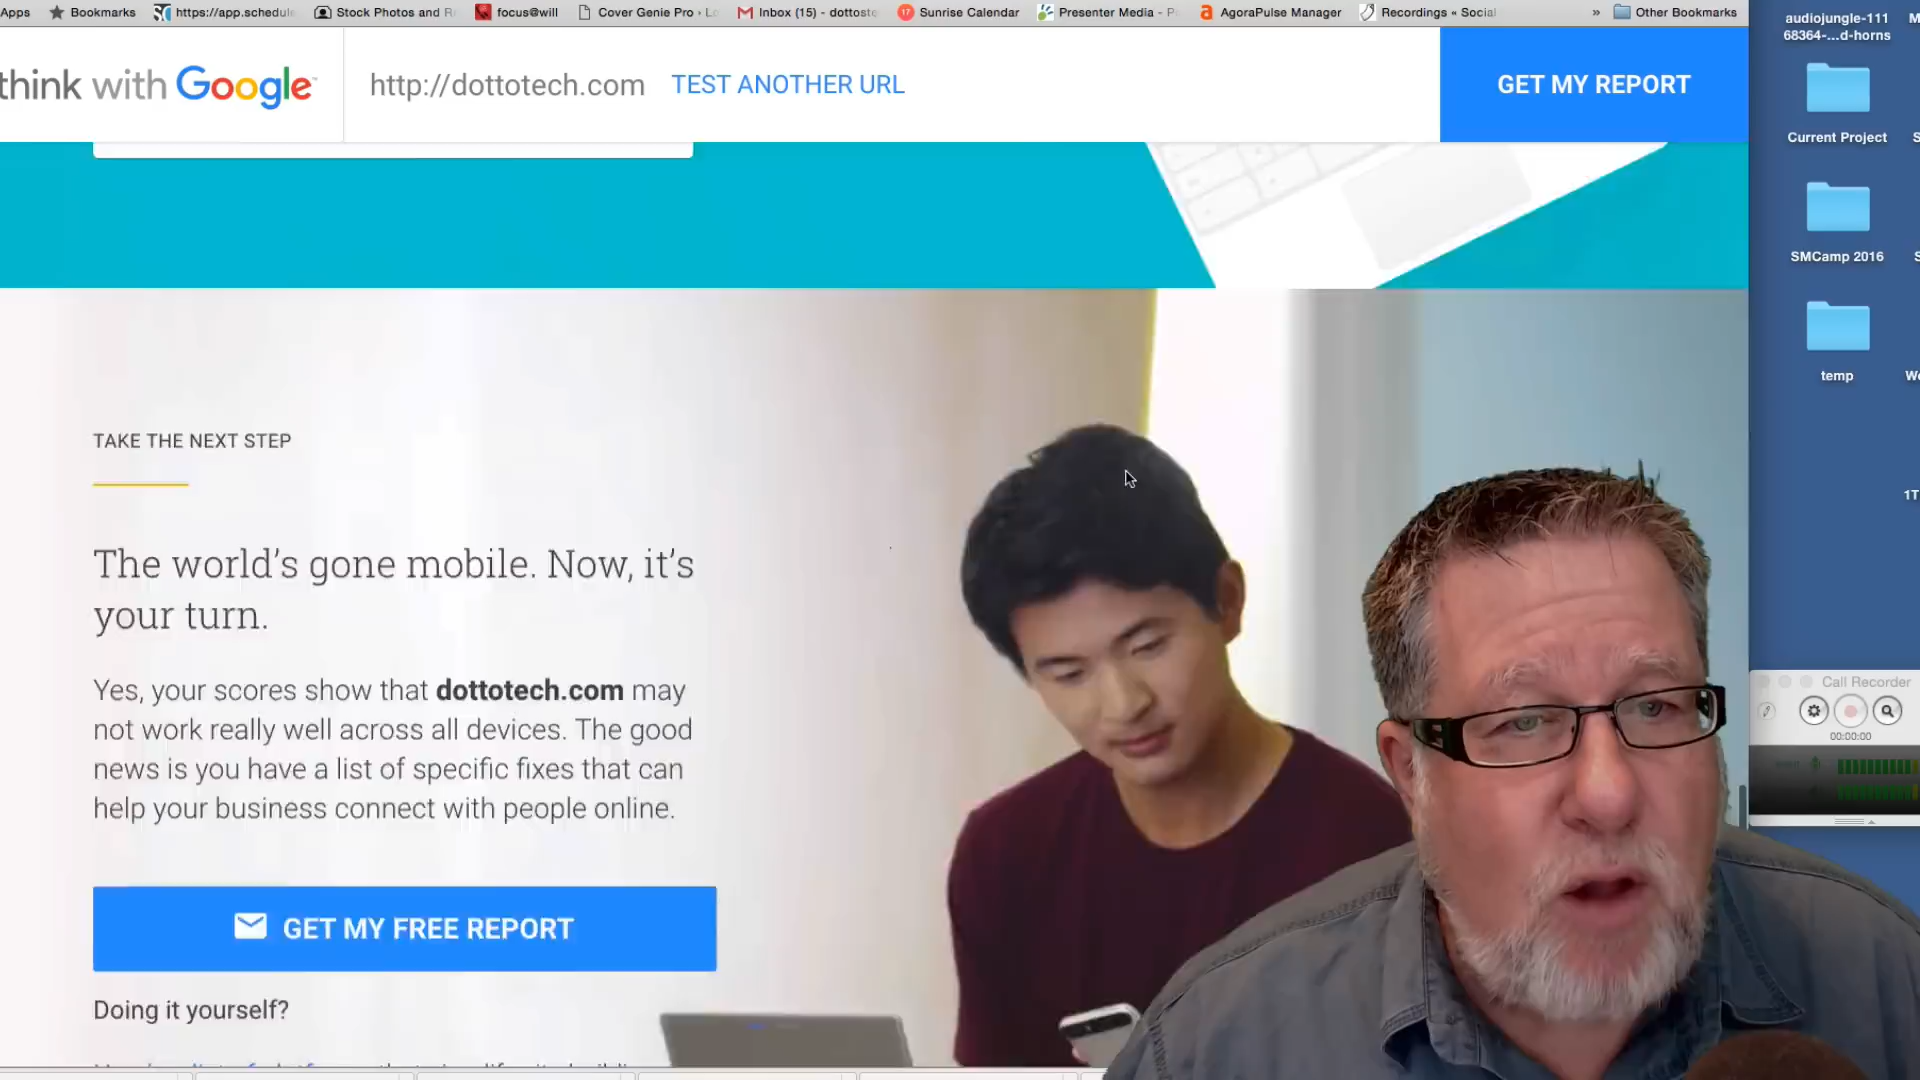 Apps
Bookmarks
https://app.schedule
Stock Photos and R
focus@will
Cover Genie Pro › Lo
Inbox (15) - dottosto
Sunrise Calendar
Presenter Media - P
AgoraPulse Manager
Recordings « Social
»
Other Bookmarks
think with Google
http://dottotech.com
TEST ANOTHER URL
GET MY REPORT
TAKE THE NEXT STEP
The world's gone mobile. Now, it's
your turn.
Yes, your scores show that dottotech.com may
not work really well across all devices. The good
news is you have a list of specific fixes that can
help your business connect with people online.
GET MY FREE REPORT
Doing it yourself?
audiojungle-111
68364-...d-horns
Current Project
SMCamp 2016
temp
1T
Call Recorder
00:00:00